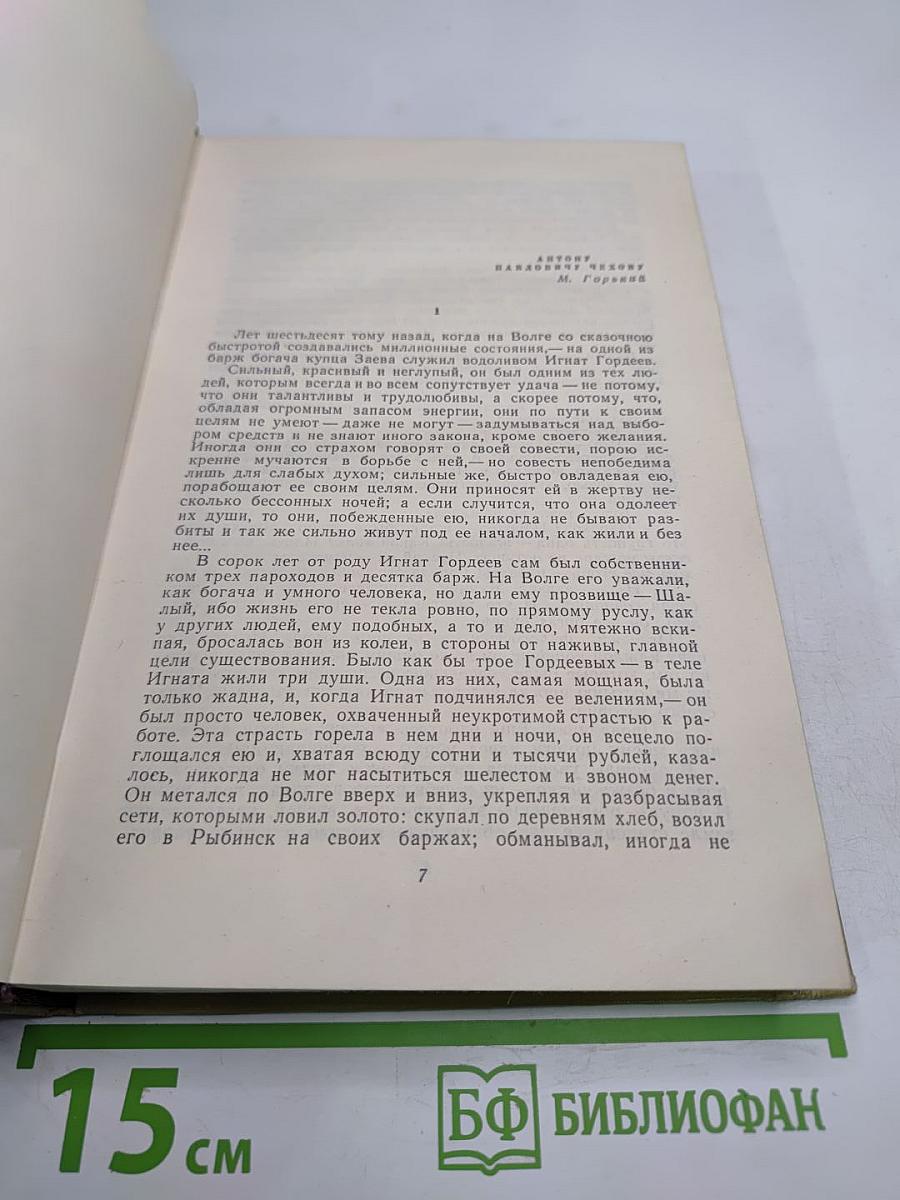 АНТОНУ
ПАВЛОВИЧУ ЧЕХОВУ
М. Горький
I
Лет шестьдесят тому назад, когда на Волге со сказочною
быстротой создавались миллионные состояния,— на одной из
барж богача купца Заева служил водоливом Игнат Гордеев.
Сильный, красивый и неглупый, он был одним из тех лю-
дей, которым всегда и во всем сопутствует удача — не потому,
что они талантливы и трудолюбивы, а скорее потому, что,
обладая огромным запасом энергии, они по пути к своим
целям не умеют — даже не могут — задумываться над выбо-
ром средств и не знают иного закона, кроме своего желания.
Иногда они со страхом говорят о своей совести, порою ис-
кренне мучаются в борьбе с ней,— но совесть непобедима
лишь для слабых духом; сильные же, быстро овладевая ею,
порабощают ее своим целям. Они приносят ей в жертву не-
сколько бессонных ночей; а если случится, что она одолеет
их души, то они, побежденные ею, никогда не бывают раз-
биты и так же сильно живут под ее началом, как жили и без
нее...
В сорок лет от роду Игнат Гордеев сам был собственни-
ком трех пароходов и десятка барж. На Волге его уважали,
как богача и умного человека, но дали ему прозвище — Ша-
лый, ибо жизнь его не текла ровно, по прямому руслу, как
у других людей, ему подобных, а то и дело, мятежно вски-
пая, бросалась вон из колеи, в стороны от наживы, главной
цели существования. Было как бы трое Гордеевых — в теле
Игната жили три души. Одна из них, самая мощная, была
только жадна, и, когда Игнат подчинялся ее велениям,— он
был просто человек, охваченный неукротимой страстью к ра-
боте. Эта страсть горела в нем дни и ночи, он всецело по-
глощался ею и, хватая всюду сотни и тысячи рублей, каза-
лось, никогда не мог насытиться шелестом и звоном денег.
Он метался по Волге вверх и вниз, укрепляя и разбрасывая
сети, которыми ловил золото: скупал по деревням хлеб, возил
его в Рыбинск на своих баржах; обманывал, иногда не
7
15 см
БФ БИБЛИОФАН